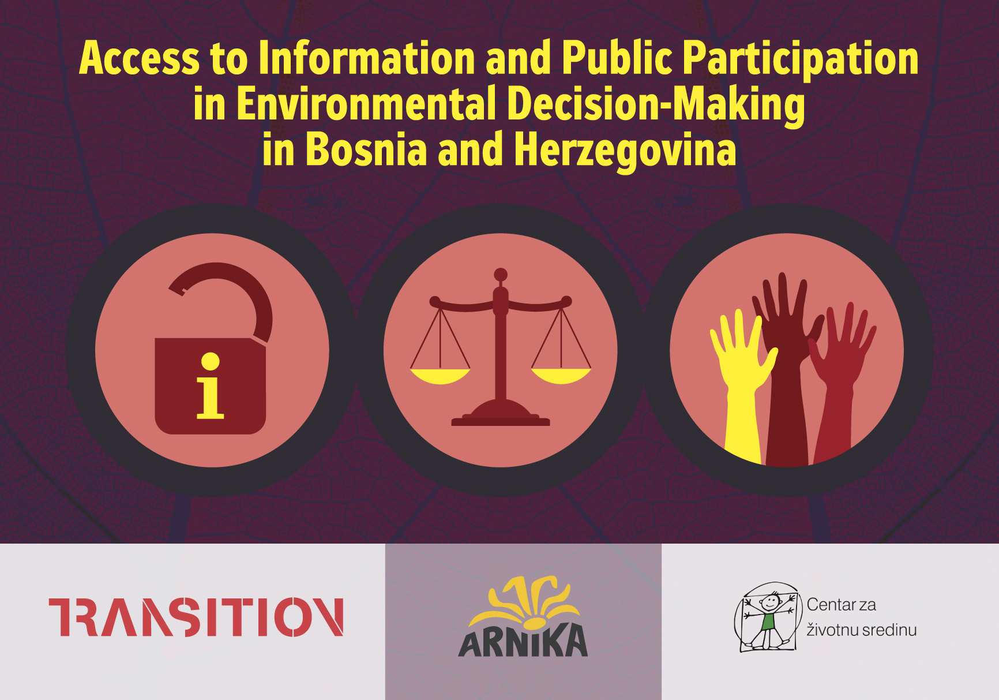 Access to Information and Public Participation
in Environmental Decision-Making
in Bosnia and Herzegovina
i
TRANSITION
ARNIKA
Centar za
životnu sredinu